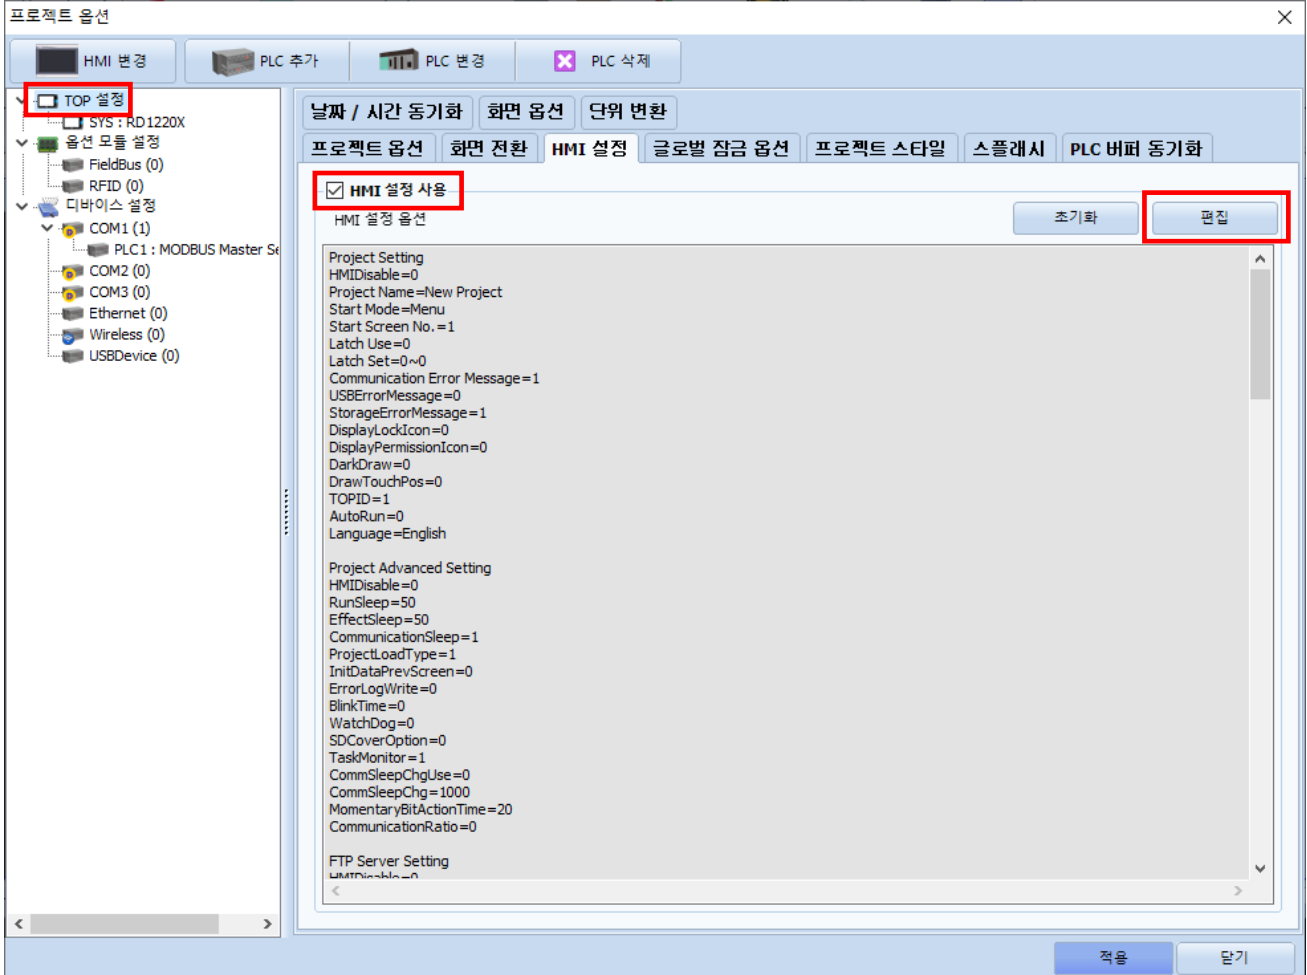 프로젝트 옵션
HMI 변경
PLC 추가
PLC 변경
PLC 삭제
TOP 설정
SYS : RD1220X
옵션 모듈 설정
FieldBus (0)
RFID (0)
디바이스 설정
COM1 (1)
PLC1 : MODBUS Master Se
COM2 (0)
COM3 (0)
Ethernet (0)
Wireless (0)
USBDevice (0)
날짜 / 시간 동기화
화면 옵션
단위 변환
프로젝트 옵션
화면 전환
HMI 설정
글로벌 잠금 옵션
프로젝트 스타일
스플래시
PLC 버퍼 동기화
HMI 설정 사용
HMI 설정 옵션
초기화
편집
Project Setting
HMIDisable=0
Project Name=New Project
Start Mode=Menu
Start Screen No.=1
Latch Use=0
Latch Set=0~0
Communication Error Message=1
USBErrorMessage=0
StorageErrorMessage=1
DisplayLockIcon=0
DisplayPermissionIcon=0
DarkDraw=0
DrawTouchPos=0
TOPID=1
AutoRun=0
Language=English
Project Advanced Setting
HMIDisable=0
RunSleep=50
EffectSleep=50
CommunicationSleep=1
ProjectLoadType=1
InitDataPrevScreen=0
ErrorLogWrite=0
BlinkTime=0
WatchDog=0
SDCoverOption=0
TaskMonitor=1
CommSleepChgUse=0
CommSleepChg=1000
MomentaryBitActionTime=20
CommunicationRatio=0
FTP Server Setting
HMIDisable=0
적용
닫기